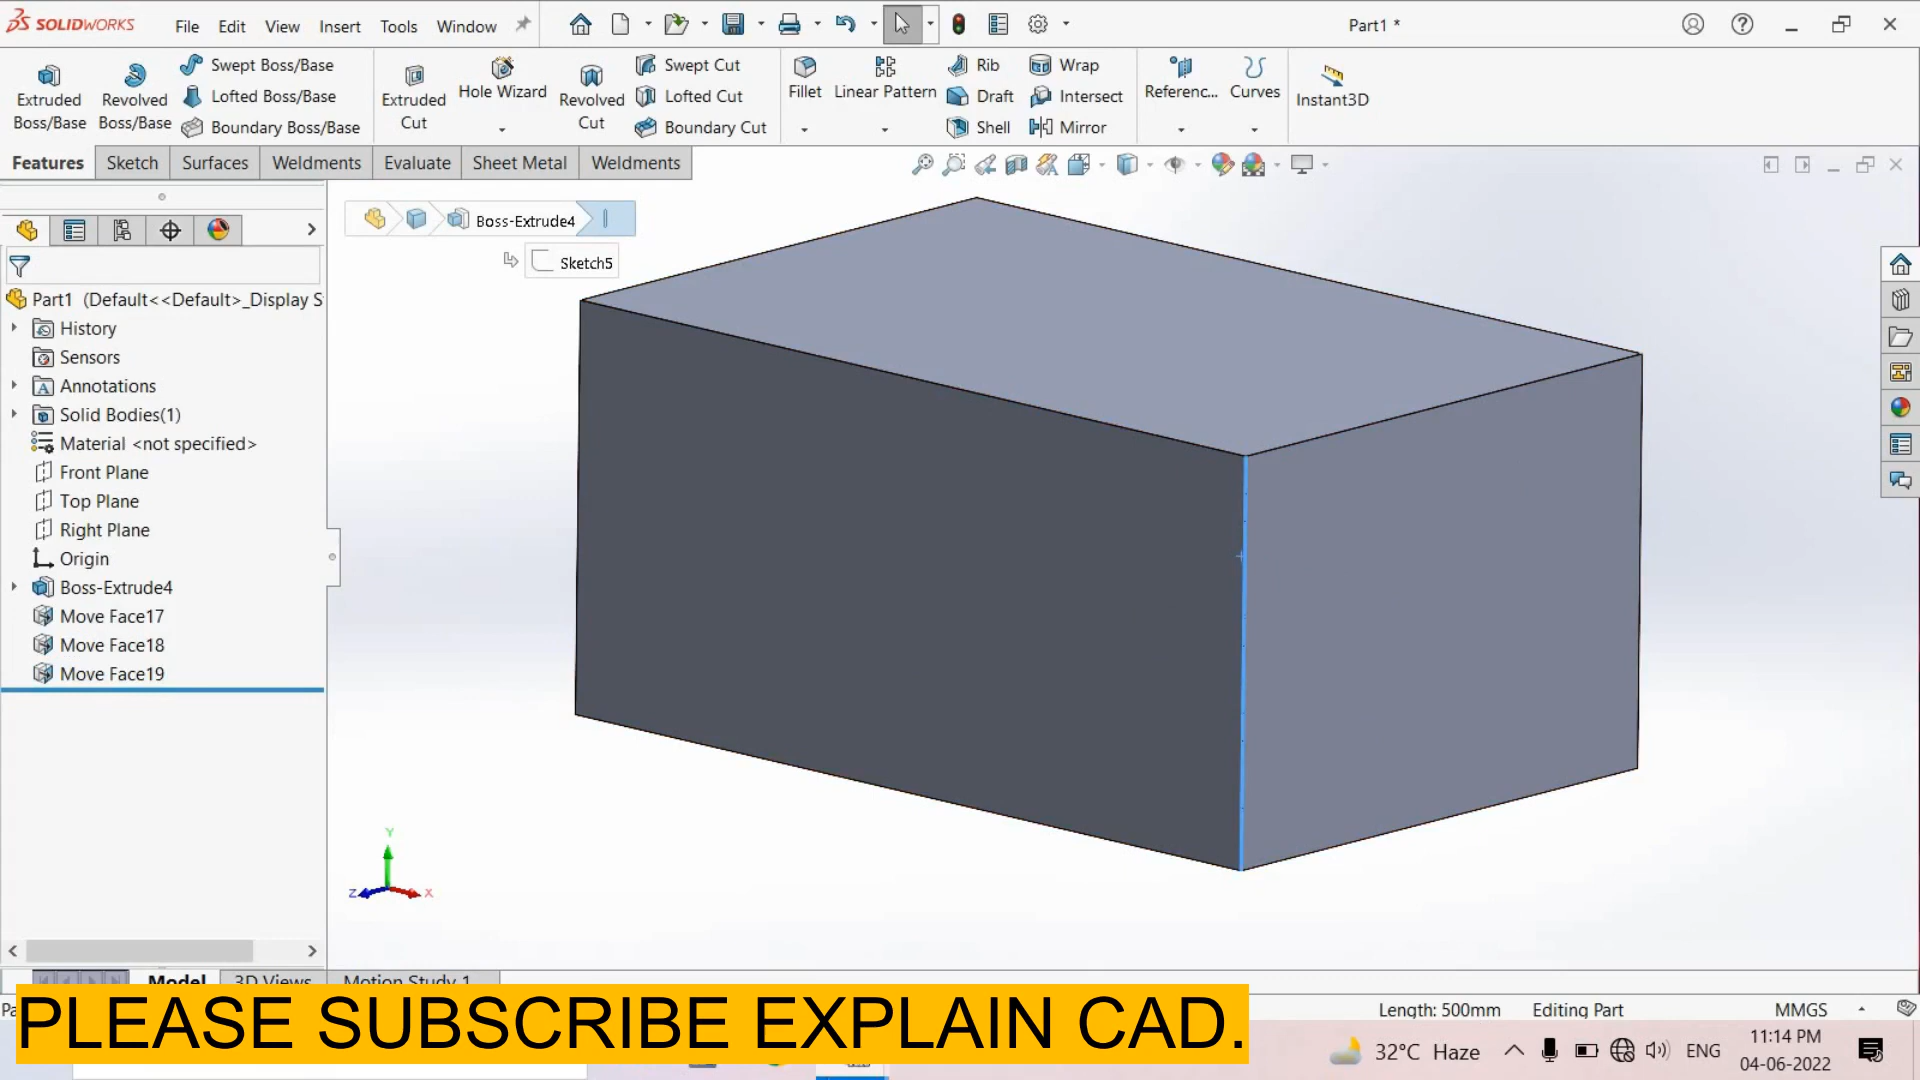 SOLIDWORKS File Edit View Insert Tools Window Part1 *
Extruded Boss/Base
Revolved Boss/Base
Swept Boss/Base
Lofted Boss/Base
Boundary Boss/Base
Extruded Cut
Hole Wizard
Revolved Cut
Swept Cut
Lofted Cut
Boundary Cut
Fillet
Linear Pattern
Rib
Draft
Shell
Wrap
Intersect
Mirror
Referenc...
Curves
Instant3D
Features Sketch Surfaces Weldments Evaluate Sheet Metal Weldments
Boss-Extrude4
Sketch5
Part1 (Default<<Default>_Display S
History
Sensors
Annotations
Solid Bodies(1)
Material <not specified>
Front Plane
Top Plane
Right Plane
Origin
Boss-Extrude4
Move Face17
Move Face18
Move Face19
Y
Z
X
Model 3D Views Motion Study 1
PLEASE SUBSCRIBE EXPLAIN CAD.
Length: 500mm Editing Part MMGS
32°C Haze ENG 11:14 PM
04-06-2022